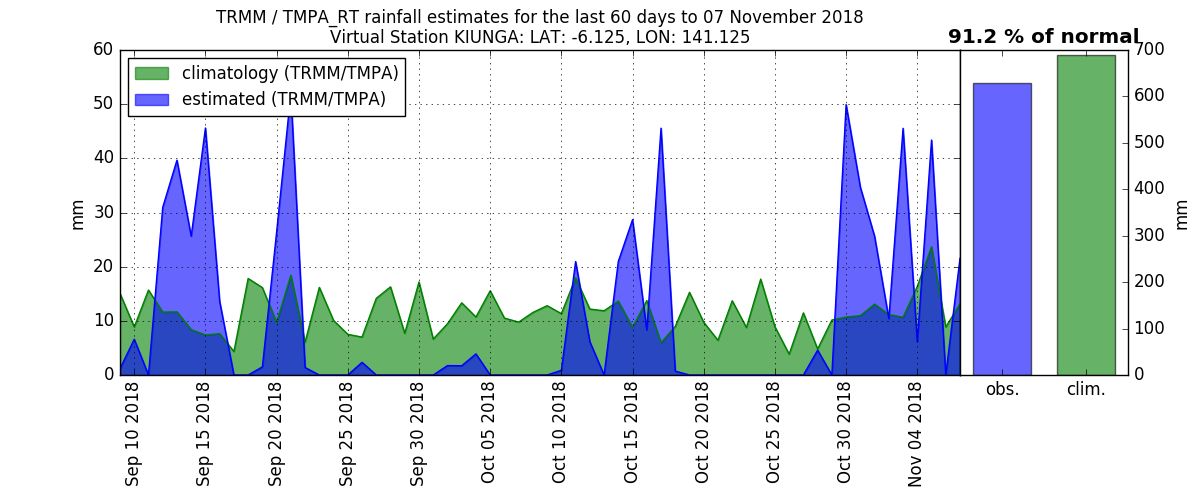 TRMM / TMPA_RT rainfall estimates for the last 60 days to 07 November 2018
Virtual Station KIUNGA: LAT: -6.125, LON: 141.125
91.2 % of normal
climatology (TRMM/TMPA)
estimated (TRMM/TMPA)
60
50
40
30
20
10
0
mm
700
600
500
400
300
200
100
0
mm
Sep 10 2018
Sep 15 2018
Sep 20 2018
Sep 25 2018
Sep 30 2018
Oct 05 2018
Oct 10 2018
Oct 15 2018
Oct 20 2018
Oct 25 2018
Oct 30 2018
Nov 04 2018
obs.
clim.